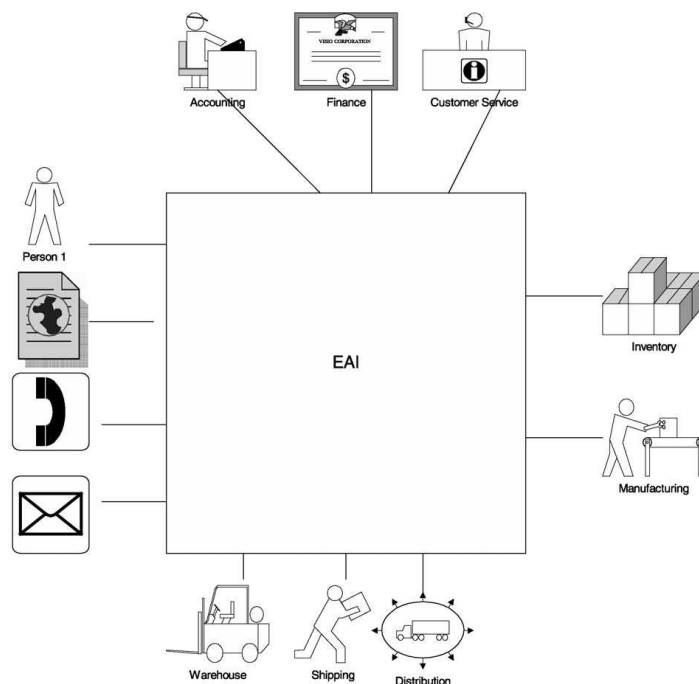 VISIO CORPORATION
$
i
Accounting
Finance
Customer Service
Person 1
EAI
Inventory
Manufacturing
Warehouse
Shipping
Distribution